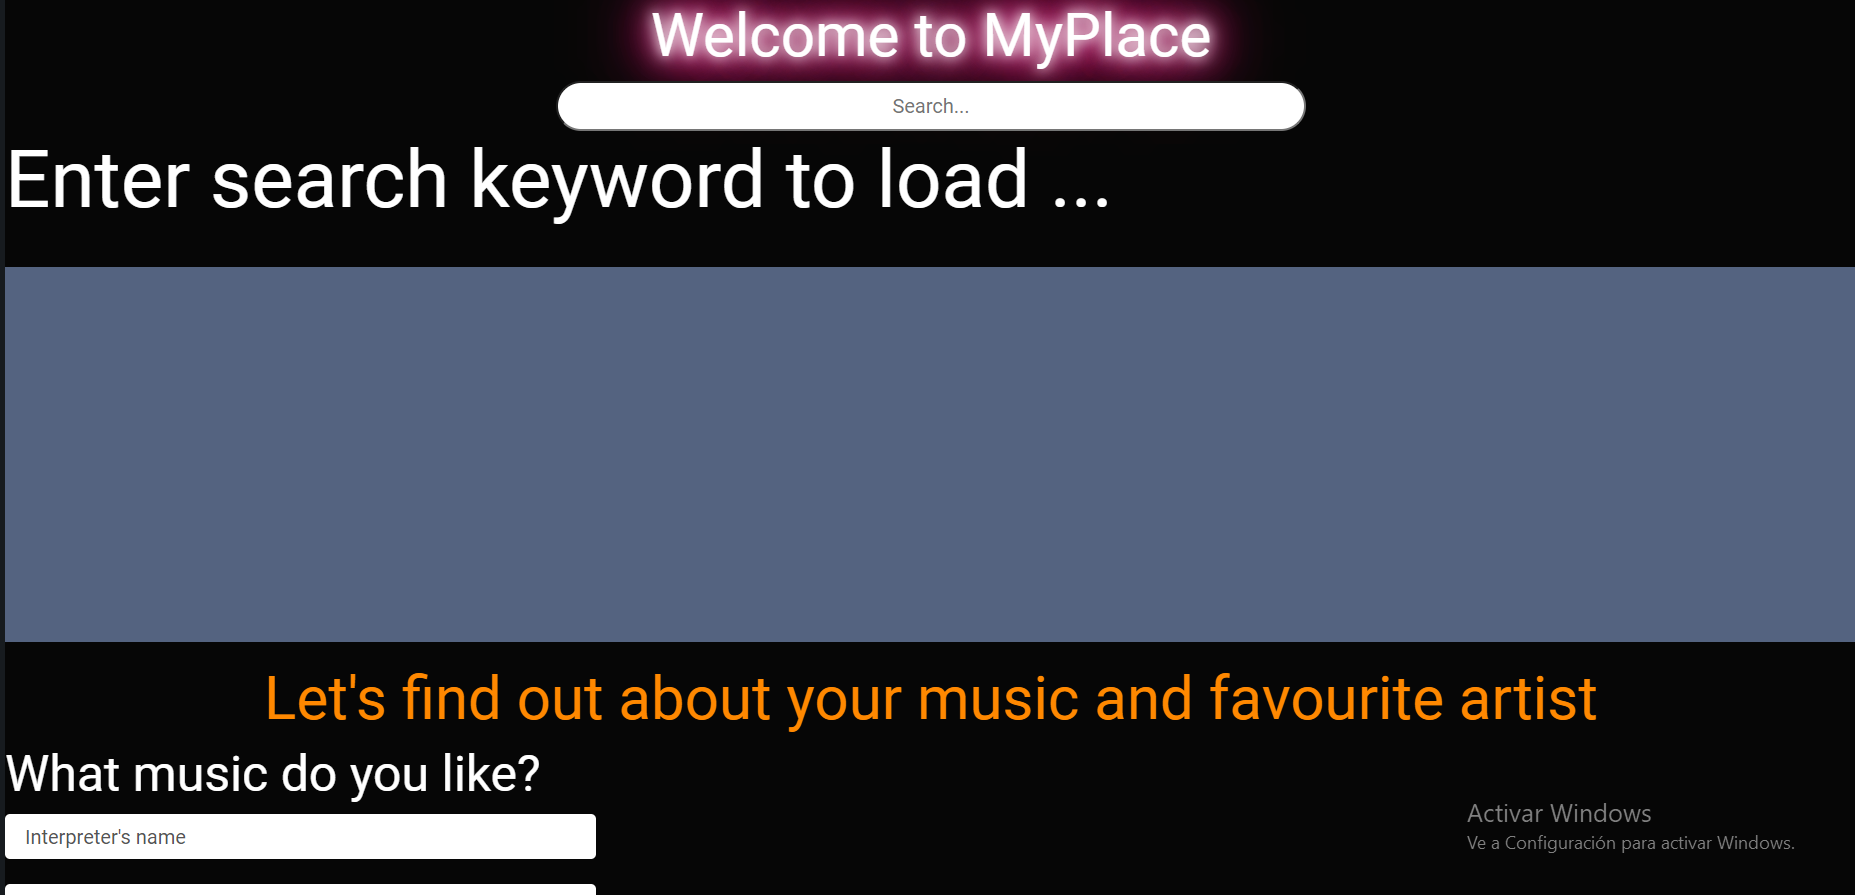 Welcome to MyPlace
Search...
Enter search keyword to load ...
Let's find out about your music and favourite artist
What music do you like?
Interpreter's name
Activar Windows
Ve a Configuración para activar Windows.